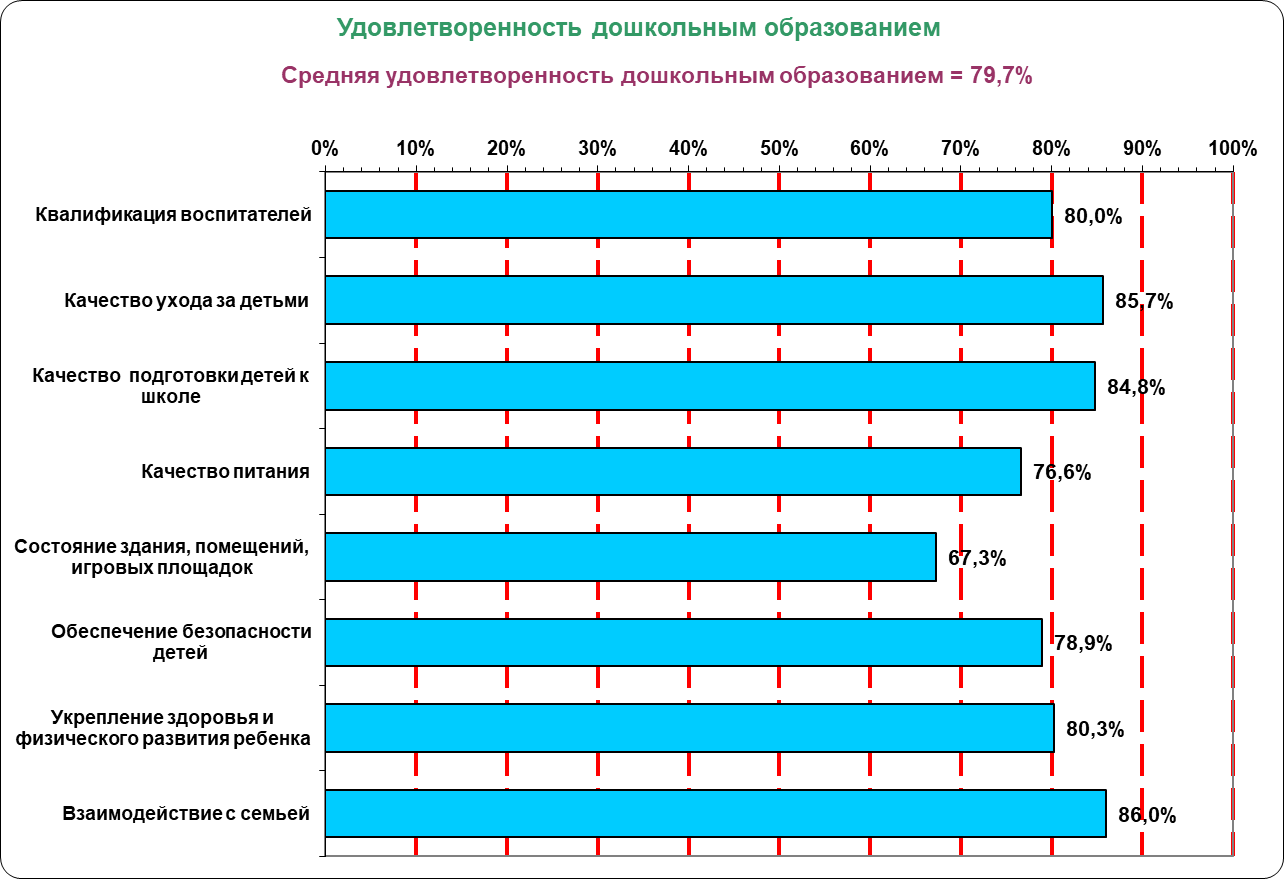 Удовлетворенность дошкольным образованием
Средняя удовлетворенность дошкольным образованием = 79,7%
0% 10% 20% 30% 40% 50% 60% 70% 80% 90% 100%
Квалификация воспитателей 80,0%
Качество ухода за детьми 85,7%
Качество подготовки детей к
школе
84,8%
Качество питания 76,6%
Состояние здания, помещений,
игровых площадок
67,3%
Обеспечение безопасности
детей
78,9%
Укрепление здоровья и
физического развития ребенка
80,3%
Взаимодействие с семьей 86,0%